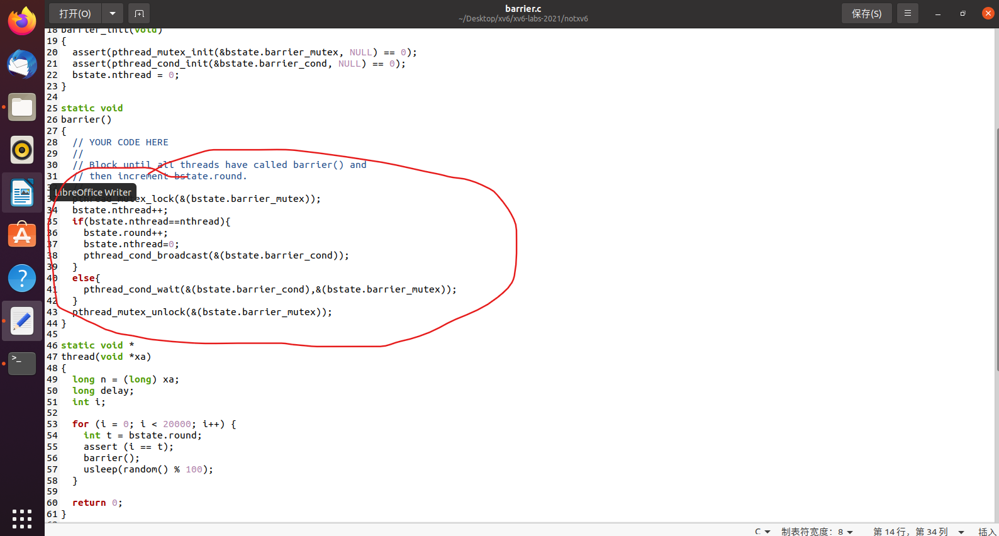 打开(O)
barrier.c
~/Desktop/xv6/xv6-labs-2021/notxv6
保存(S)
18 barrier_init(void)
19 {
20   assert(pthread_mutex_init(&bstate.barrier_mutex, NULL) == 0);
21   assert(pthread_cond_init(&bstate.barrier_cond, NULL) == 0);
22   bstate.nthread = 0;
23 }
24
25 static void
26 barrier()
27 {
28   // YOUR CODE HERE
29   //
30   // Block until all threads have called barrier() and
31   // then increment bstate.round.
LibreOffice Writer
pthread_mutex_lock(&(bstate.barrier_mutex));
34   bstate.nthread++;
35   if(bstate.nthread==nthread){
36     bstate.round++;
37     bstate.nthread=0;
38     pthread_cond_broadcast(&(bstate.barrier_cond));
39   }
40   else{
41     pthread_cond_wait(&(bstate.barrier_cond),&(bstate.barrier_mutex));
42   }
43   pthread_mutex_unlock(&(bstate.barrier_mutex));
44 }
45
46 static void *
47 thread(void *xa)
48 {
49   long n = (long) xa;
50   long delay;
51   int i;
52
53   for (i = 0; i < 20000; i++) {
54     int t = bstate.round;
55     assert (i == t);
56     barrier();
57     usleep(random() % 100);
58   }
59
60   return 0;
61 }
C
制表符宽度：8
第 14 行，第 34 列
插入